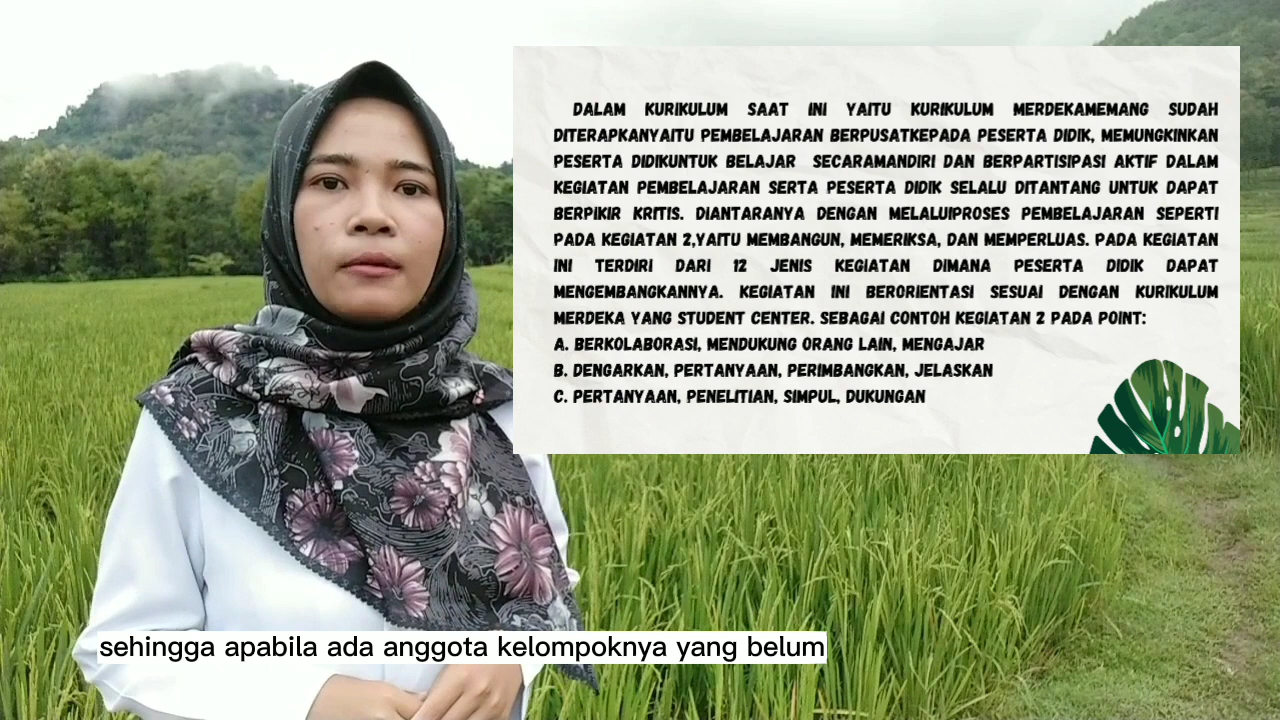 DALAM KURIKULUM SAAT INI YAITU KURIKULUM MERDEKAMEMANG SUDAH
DITERAPKANYAITU PEMBELAJARAN BERPUSATKEPADA PESERTA DIDIK, MEMUNGKINKAN
PESERTA DIDIKUNTUK BELAJAR SECARAMANDIRI DAN BERPARTISIPASI AKTIF DALAM
KEGIATAN PEMBELAJARAN SERTA PESERTA DIDIK SELALU DITANTANG UNTUK DAPAT
BERPIKIR KRITIS. DIANTARANYA DENGAN MELALUIPROSES PEMBELAJARAN SEPERTI
PADA KEGIATAN 2,YAITU MEMBANGUN, MEMERIKSA, DAN MEMPERLUAS. PADA KEGIATAN
INI TERDIRI DARI 12 JENIS KEGIATAN DIMANA PESERTA DIDIK DAPAT
MENGEMBANGKANNYA. KEGIATAN INI BERORIENTASI SESUAI DENGAN KURIKULUM
MERDEKA YANG STUDENT CENTER. SEBAGAI CONTOH KEGIATAN 2 PADA POINT:
A. BERKOLABORASI, MENDUKUNG ORANG LAIN, MENGAJAR
B. DENGARKAN, PERTANYAAN, PERIMBANGKAN, JELASKAN
C. PERTANYAAN, PENELITIAN, SIMPUL, DUKUNGAN
sehingga apabila ada anggota kelompoknya yang belum